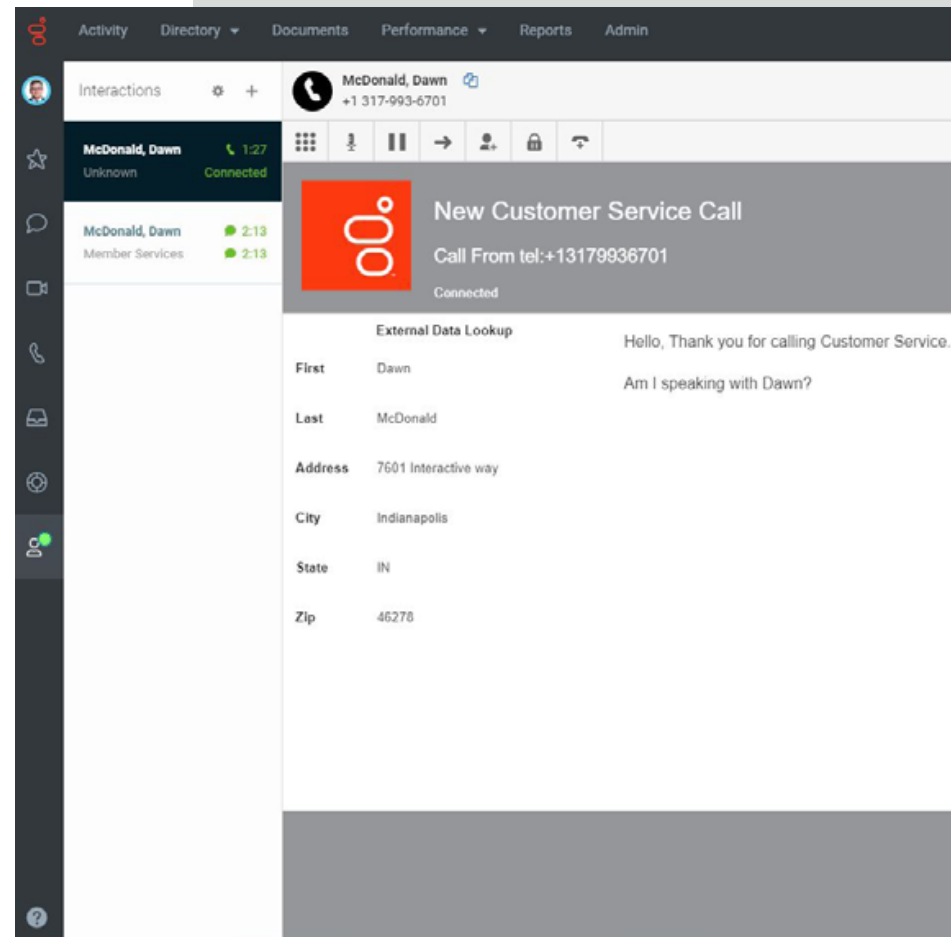 Activity Directory Documents Performance Reports Admin
Interactions
McDonald, Dawn 1:27
Unknown Connected
McDonald, Dawn 2:13
Member Services 2:13
McDonald, Dawn
+1 317-993-6701
New Customer Service Call
Call From tel:+13179936701
Connected
External Data Lookup
First Dawn
Last McDonald
Address 7601 Interactive way
City Indianapolis
State IN
Zip 46278
Hello, Thank you for calling Customer Service.
Am I speaking with Dawn?